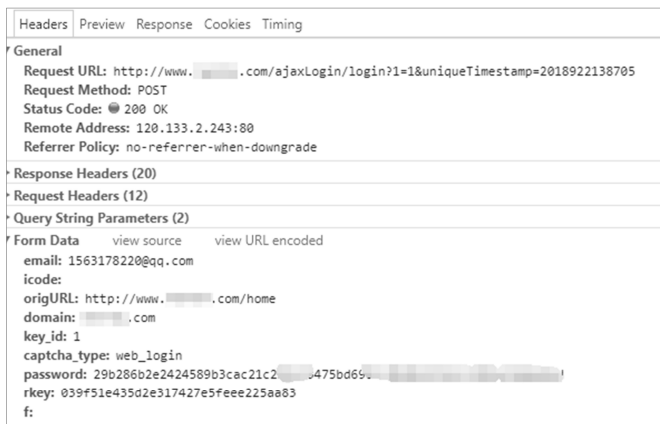 Headers Preview Response Cookies Timing
General
Request URL: http://www. .com/ajaxLogin/login?1=1&uniqueTimestamp=2018922138705
Request Method: POST
Status Code: 200 OK
Remote Address: 120.133.2.243:80
Referrer Policy: no-referrer-when-downgrade
Response Headers (20)
Request Headers (12)
Query String Parameters (2)
Form Data view source view URL encoded
email: 1563178220@qq.com
icode:
origURL: http://www. .com/home
domain: .com
key_id: 1
captcha_type: web_login
password: 29b286b2e2424589b3cac21c2 475bd69
rkey: 039f51e435d2e317427e5feee225aa83
f: